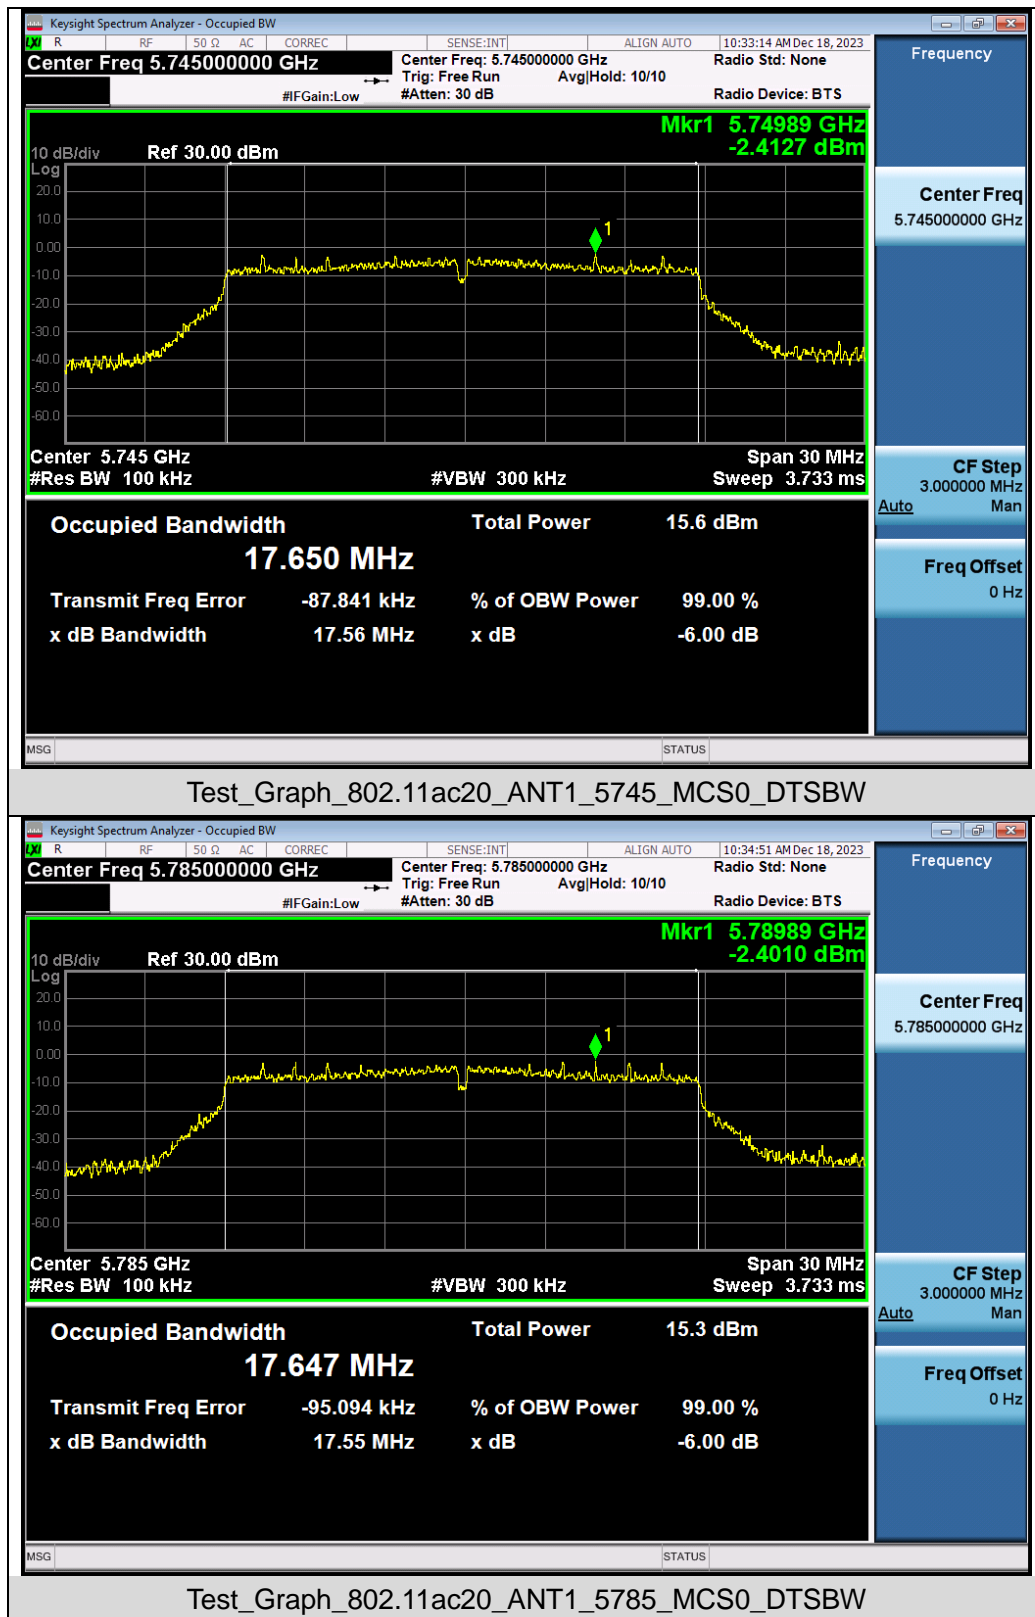 Keysight Spectrum Analyzer - Occupied BW
LXI R RF 50 Ω AC CORREC SENSE:INT ALIGN AUTO 10:33:14 AM Dec 18, 2023
Center Freq 5.745000000 GHz
Center Freq: 5.745000000 GHz
Radio Std: None
Trig: Free Run Avg|Hold: 10/10
#IFGain:Low
#Atten: 30 dB
Radio Device: BTS
Frequency
Mkr1 5.74989 GHz
-2.4127 dBm
10 dB/div Ref 30.00 dBm
Log
20.0
10.0
0.00
-10.0
-20.0
-30.0
-40.0
-50.0
-60.0
1
Center 5.745 GHz
Span 30 MHz
#Res BW 100 kHz
#VBW 300 kHz
Sweep 3.733 ms
Center Freq
5.745000000 GHz
CF Step
3.000000 MHz
Auto Man
Freq Offset
0 Hz
Occupied Bandwidth
17.650 MHz
Total Power 15.6 dBm
Transmit Freq Error -87.841 kHz % of OBW Power 99.00 %
x dB Bandwidth 17.56 MHz x dB -6.00 dB
MSG STATUS
Test_Graph_802.11ac20_ANT1_5745_MCS0_DTSBW
Keysight Spectrum Analyzer - Occupied BW
LXI R RF 50 Ω AC CORREC SENSE:INT ALIGN AUTO 10:34:51 AM Dec 18, 2023
Center Freq 5.785000000 GHz
Center Freq: 5.785000000 GHz
Radio Std: None
Trig: Free Run Avg|Hold: 10/10
#IFGain:Low
#Atten: 30 dB
Radio Device: BTS
Frequency
Mkr1 5.78989 GHz
-2.4010 dBm
10 dB/div Ref 30.00 dBm
Log
20.0
10.0
0.00
-10.0
-20.0
-30.0
-40.0
-50.0
-60.0
1
Center 5.785 GHz
Span 30 MHz
#Res BW 100 kHz
#VBW 300 kHz
Sweep 3.733 ms
Center Freq
5.785000000 GHz
CF Step
3.000000 MHz
Auto Man
Freq Offset
0 Hz
Occupied Bandwidth
17.647 MHz
Total Power 15.3 dBm
Transmit Freq Error -95.094 kHz % of OBW Power 99.00 %
x dB Bandwidth 17.55 MHz x dB -6.00 dB
MSG STATUS
Test_Graph_802.11ac20_ANT1_5785_MCS0_DTSBW